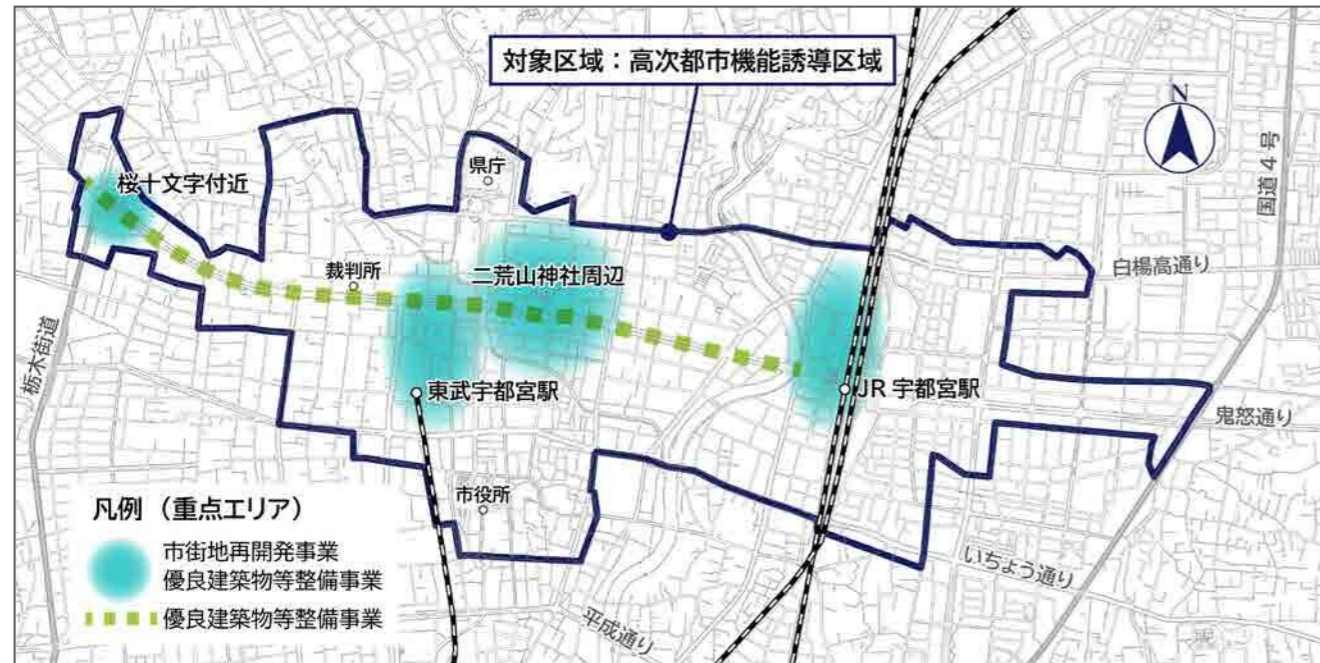 対象区域：高次都市機能誘導区域
N
国道4号
県庁
桜十文字付近
裁判所
二荒山神社周辺
白楊高通り
栃木街道
東武宇都宮駅
JR 宇都宮駅
鬼怒通り
市役所
いちょう通り
平成通り
凡例（重点エリア）
市街地再開発事業
優良建築物等整備事業
優良建築物等整備事業